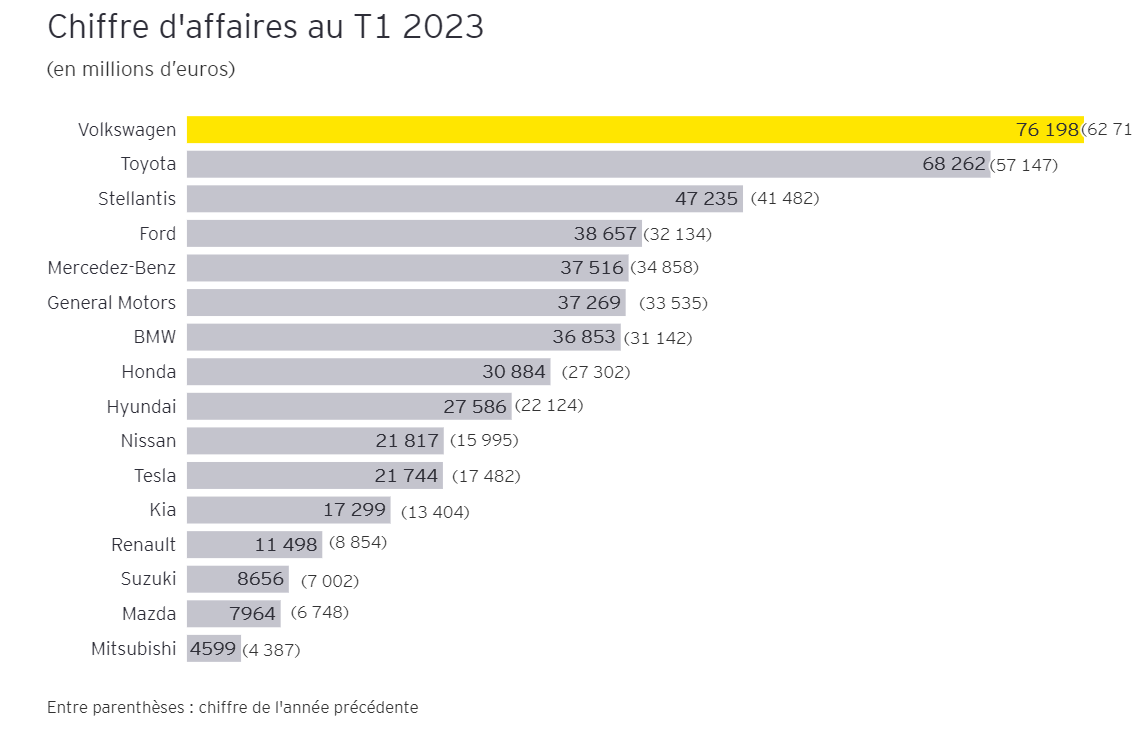 Chiffre d'affaires au T1 2023
(en millions d’euros)
Volkswagen 76 198 (62 71
Toyota 68 262 (57 147)
Stellantis 47 235 (41 482)
Ford 38 657 (32 134)
Mercedez-Benz 37 516 (34 858)
General Motors 37 269 (33 535)
BMW 36 853 (31 142)
Honda 30 884 (27 302)
Hyundai 27 586 (22 124)
Nissan 21 817 (15 995)
Tesla 21 744 (17 482)
Kia 17 299 (13 404)
Renault 11 498 (8 854)
Suzuki 8656 (7 002)
Mazda 7964 (6 748)
Mitsubishi 4599 (4 387)
Entre parenthèses : chiffre de l'année précédente